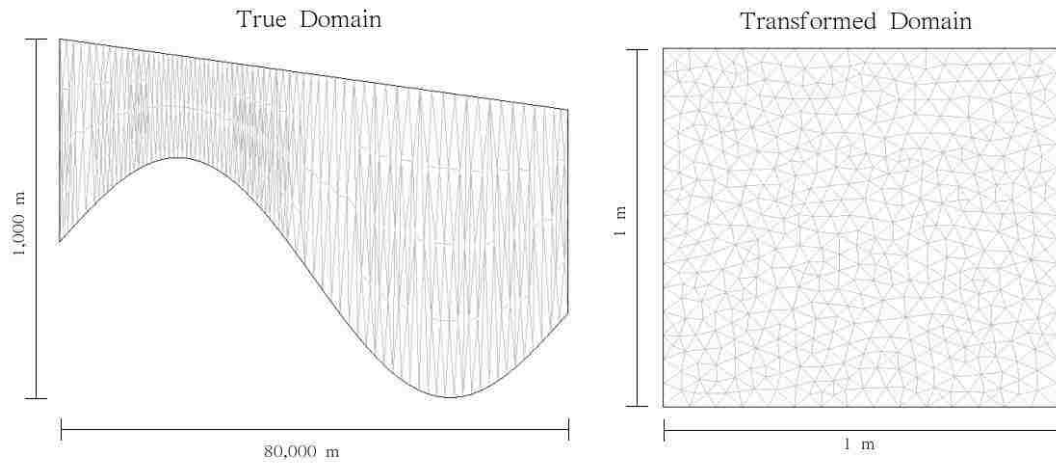 True Domain
1,000 m
80,000 m
Transformed Domain
1 m
1 m